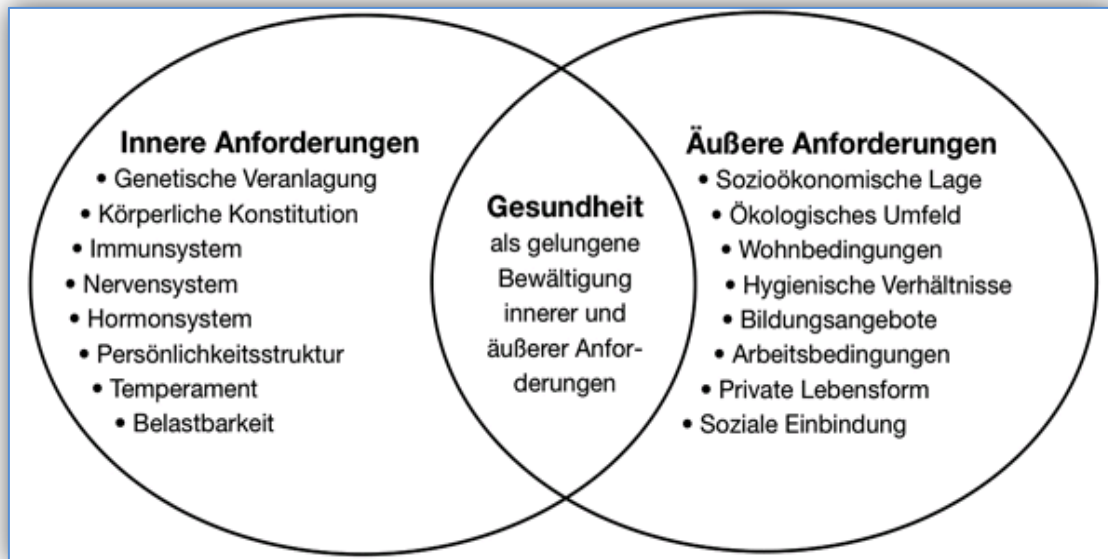 Innere Anforderungen
• Genetische Veranlagung
• Körperliche Konstitution
• Immunsystem
• Nervensystem
• Hormonsystem
• Persönlichkeitsstruktur
• Temperament
• Belastbarkeit
Gesundheit
als gelungene
Bewältigung
innerer und
äußerer Anfor-
derungen
Äußere Anforderungen
• Sozioökonomische Lage
• Ökologisches Umfeld
• Wohnbedingungen
• Hygienische Verhältnisse
• Bildungsangebote
• Arbeitsbedingungen
• Private Lebensform
• Soziale Einbindung